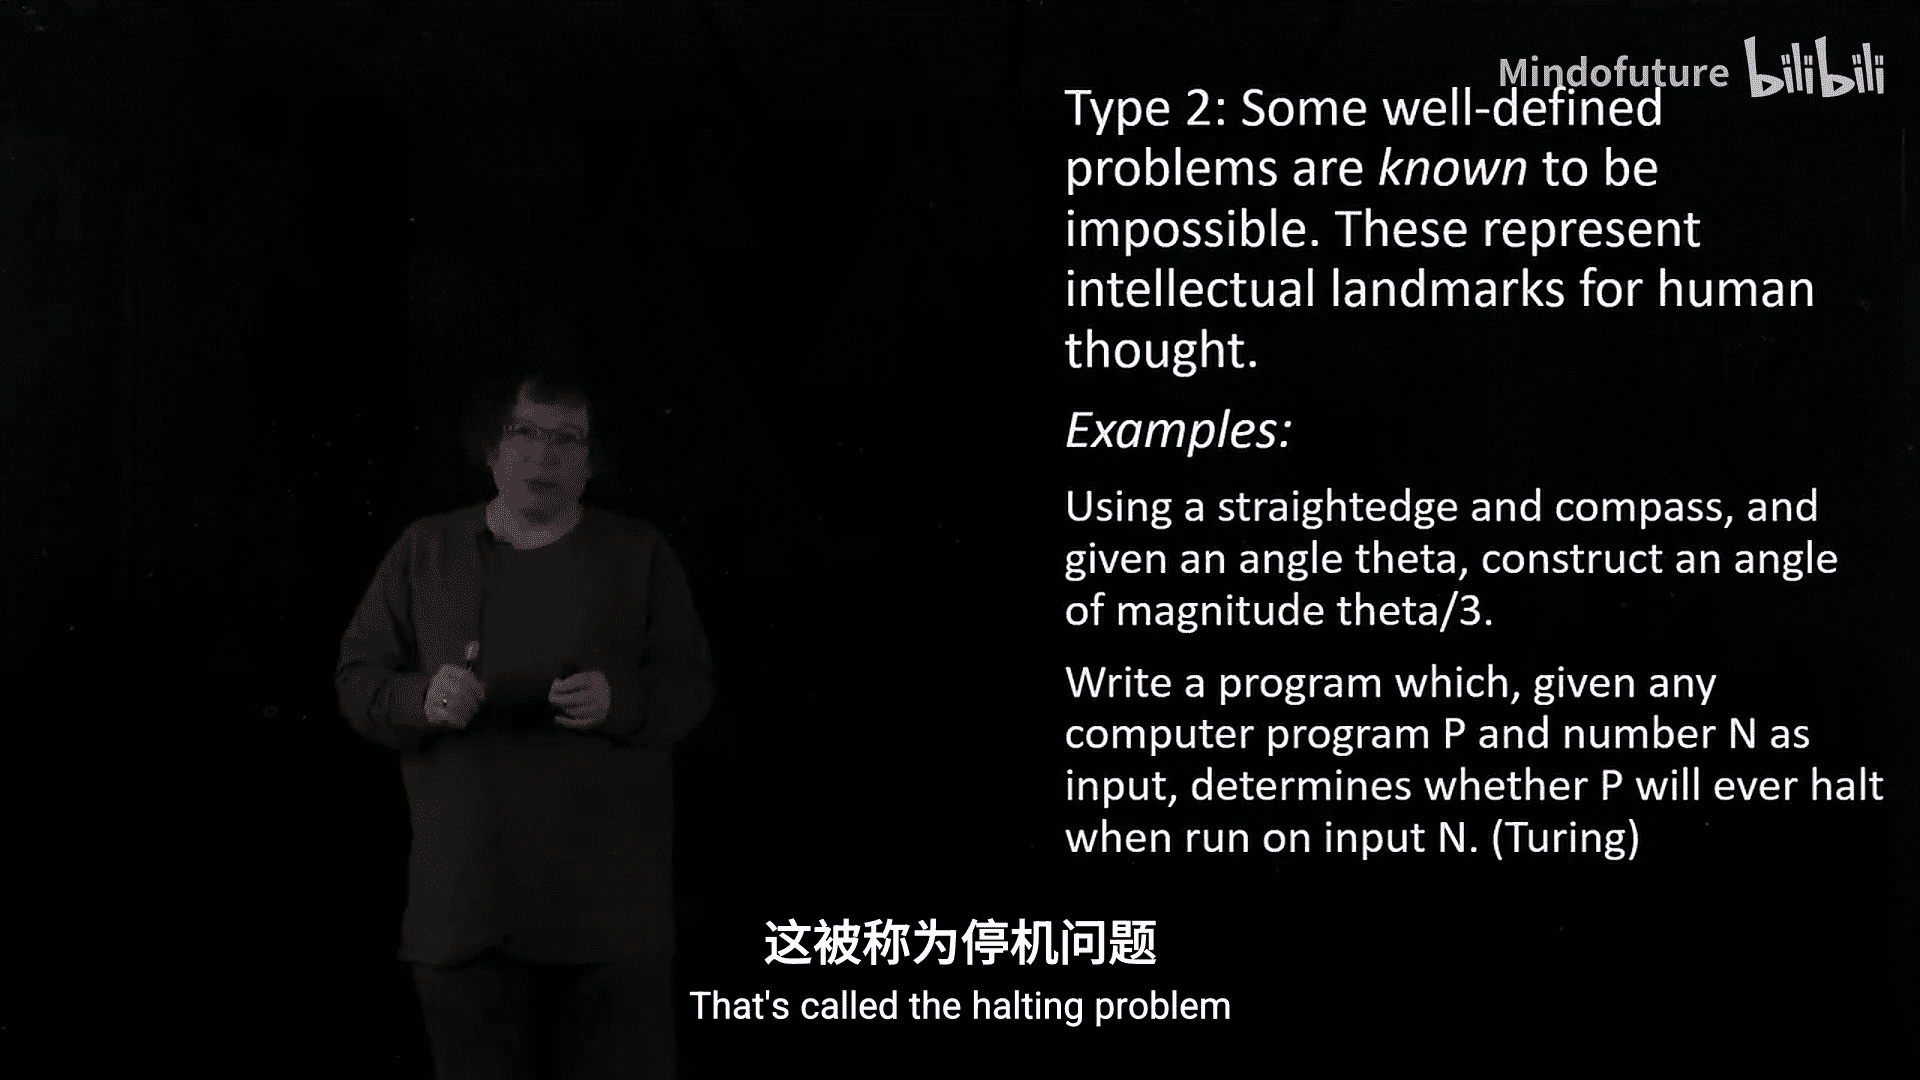 Mindofuture bilibili
Type 2: Some well-defined
problems are known to be
impossible. These represent
intellectual landmarks for human
thought.
Examples:
Using a straightedge and compass, and
given an angle theta, construct an angle
of magnitude theta/3.
Write a program which, given any
computer program P and number N as
input, determines whether P will ever halt
when run on input N. (Turing)
这被称为停机问题
That's called the halting problem